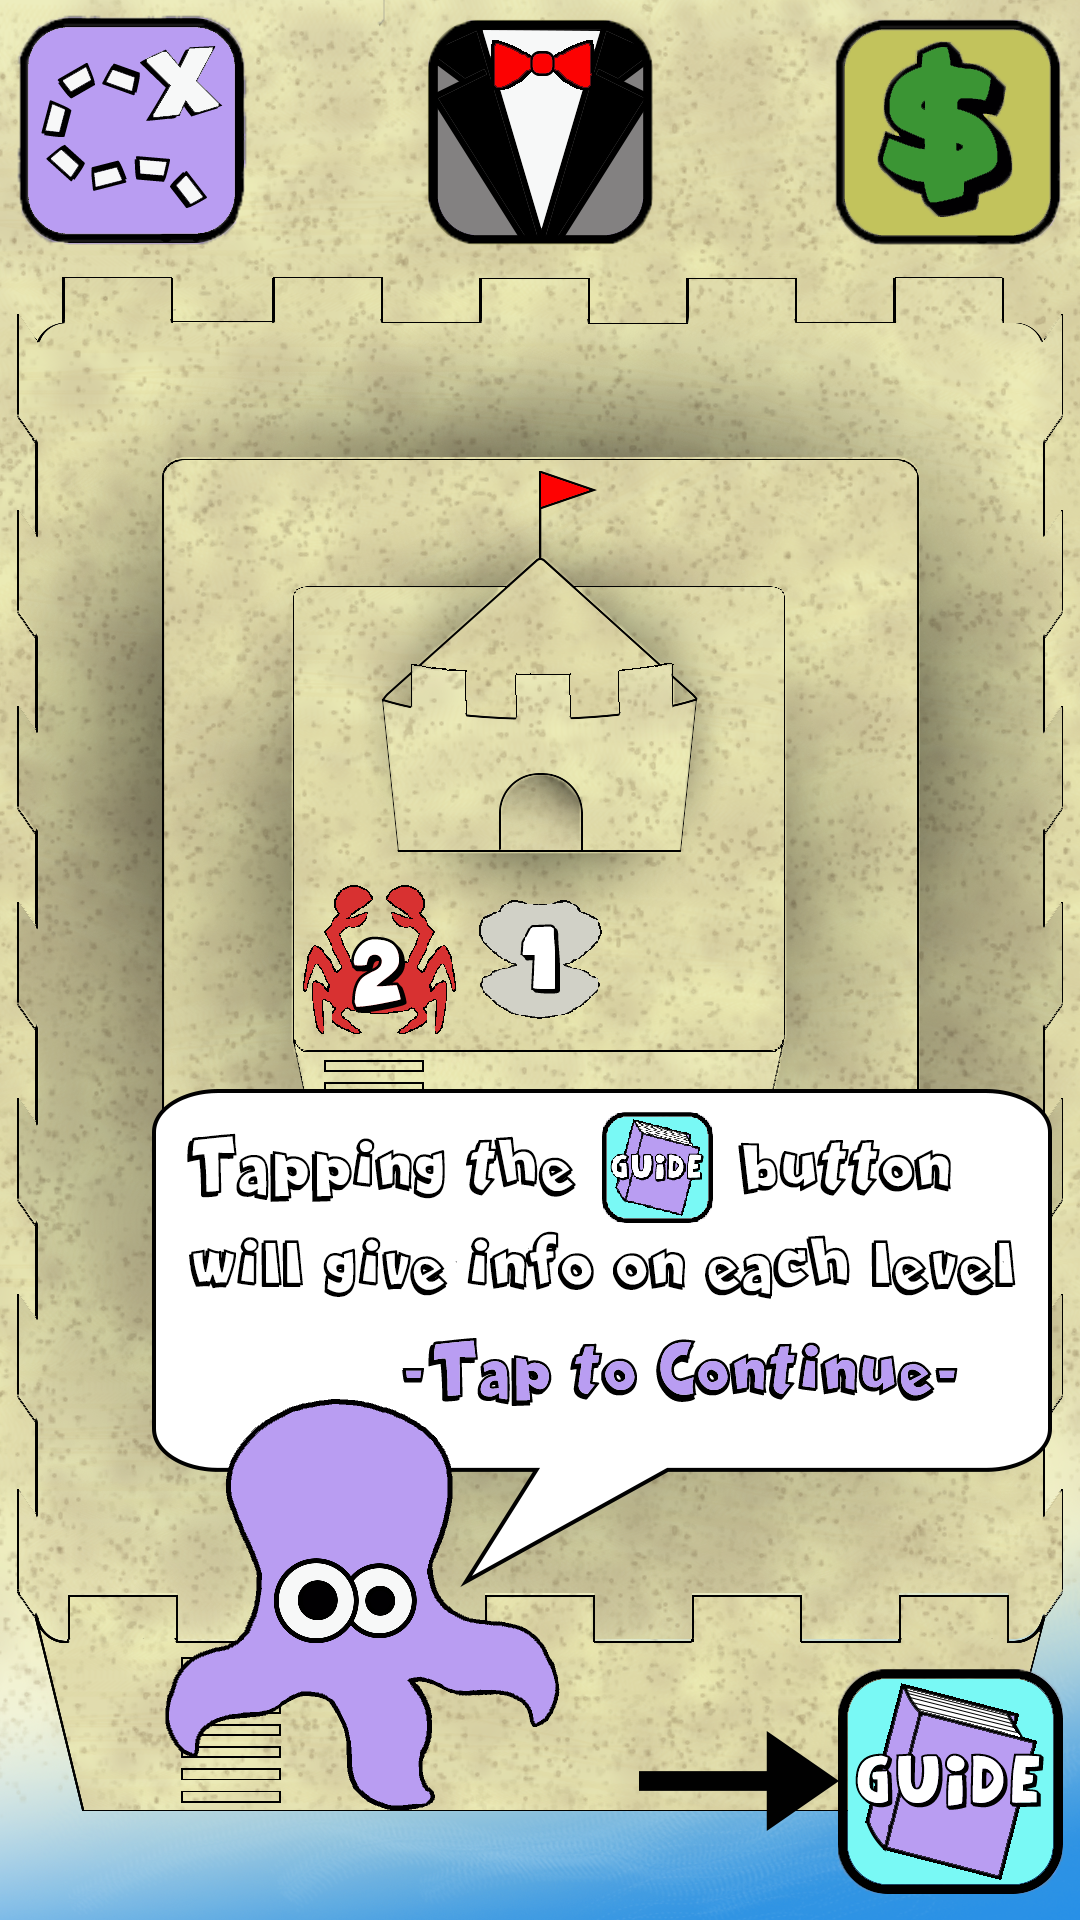 X
$
2
1
Tapping the GUiDE button
will give info on each level
-Tap to Continue-
GUiDE